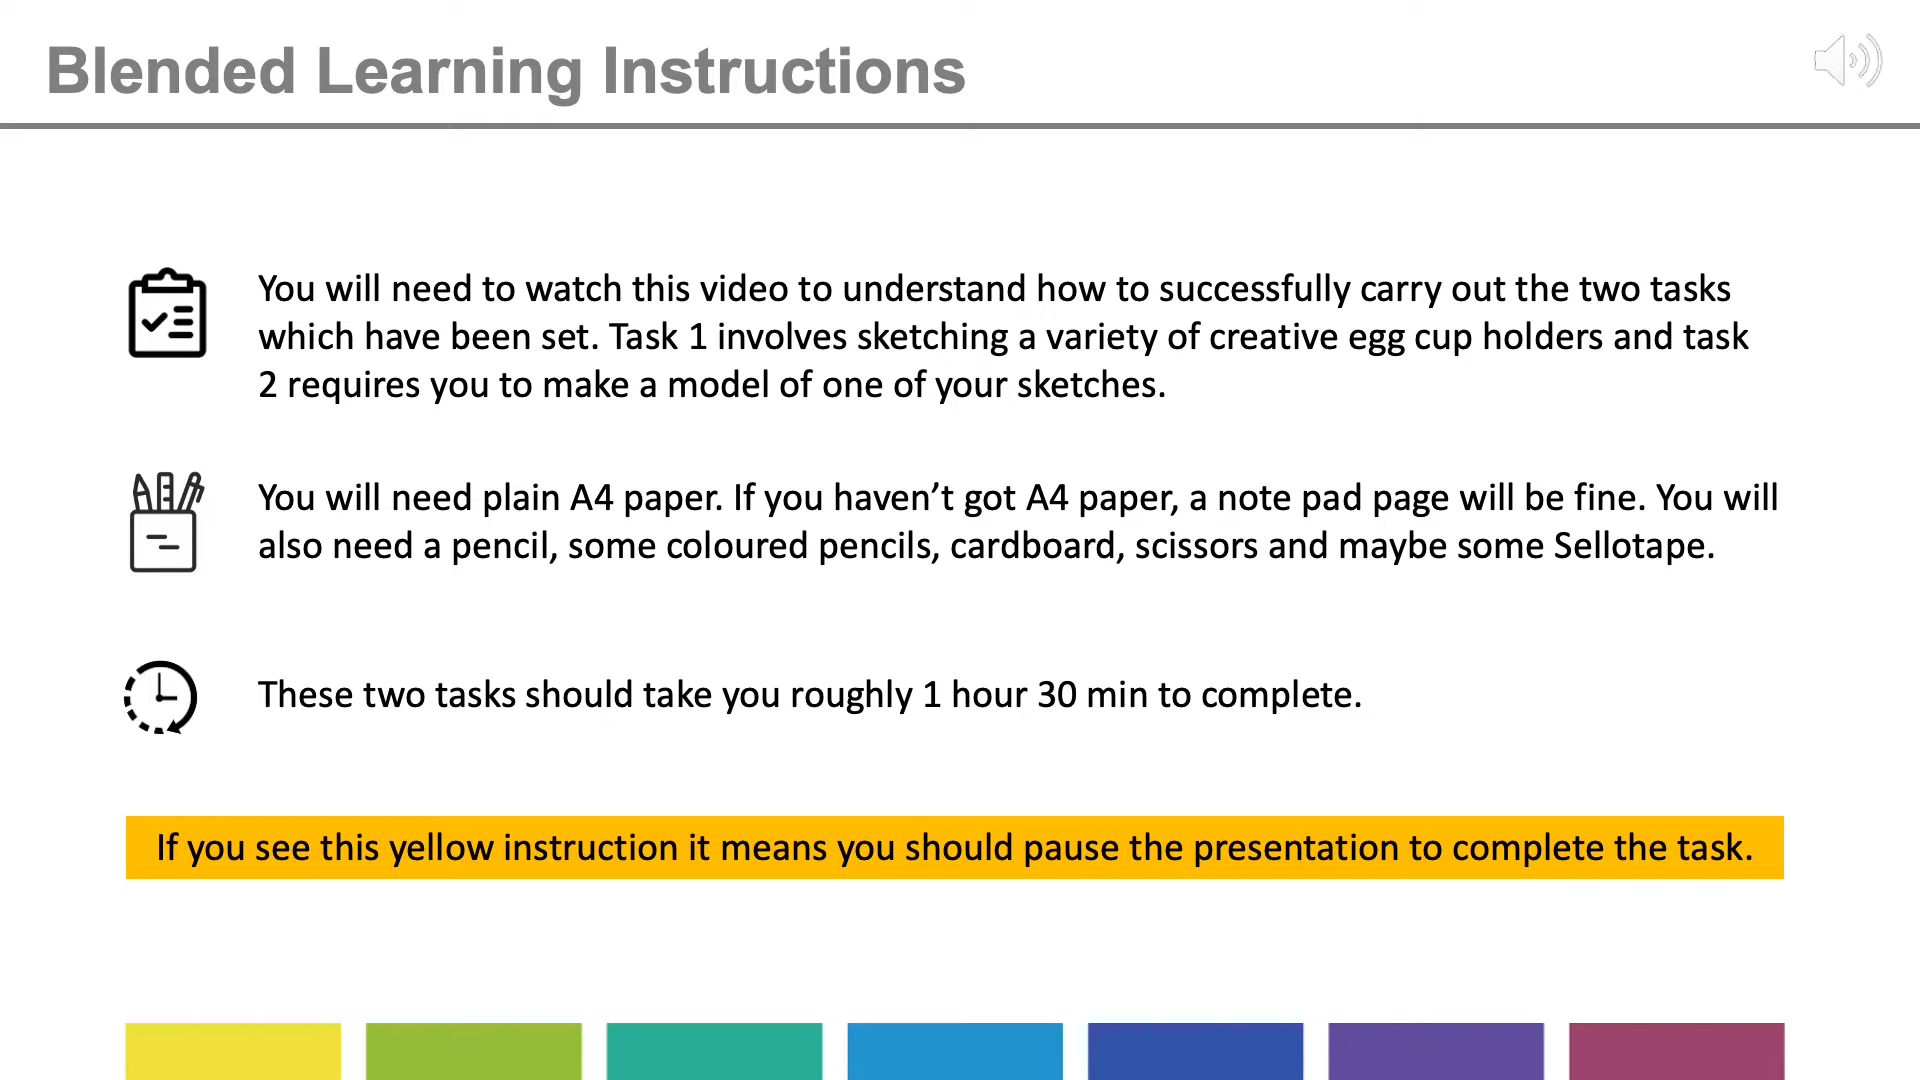 Blended Learning Instructions
You will need to watch this video to understand how to successfully carry out the two tasks
which have been set. Task 1 involves sketching a variety of creative egg cup holders and task
2 requires you to make a model of one of your sketches.
You will need plain A4 paper. If you haven’t got A4 paper, a note pad page will be fine. You will
also need a pencil, some coloured pencils, cardboard, scissors and maybe some Sellotape.
These two tasks should take you roughly 1 hour 30 min to complete.
If you see this yellow instruction it means you should pause the presentation to complete the task.